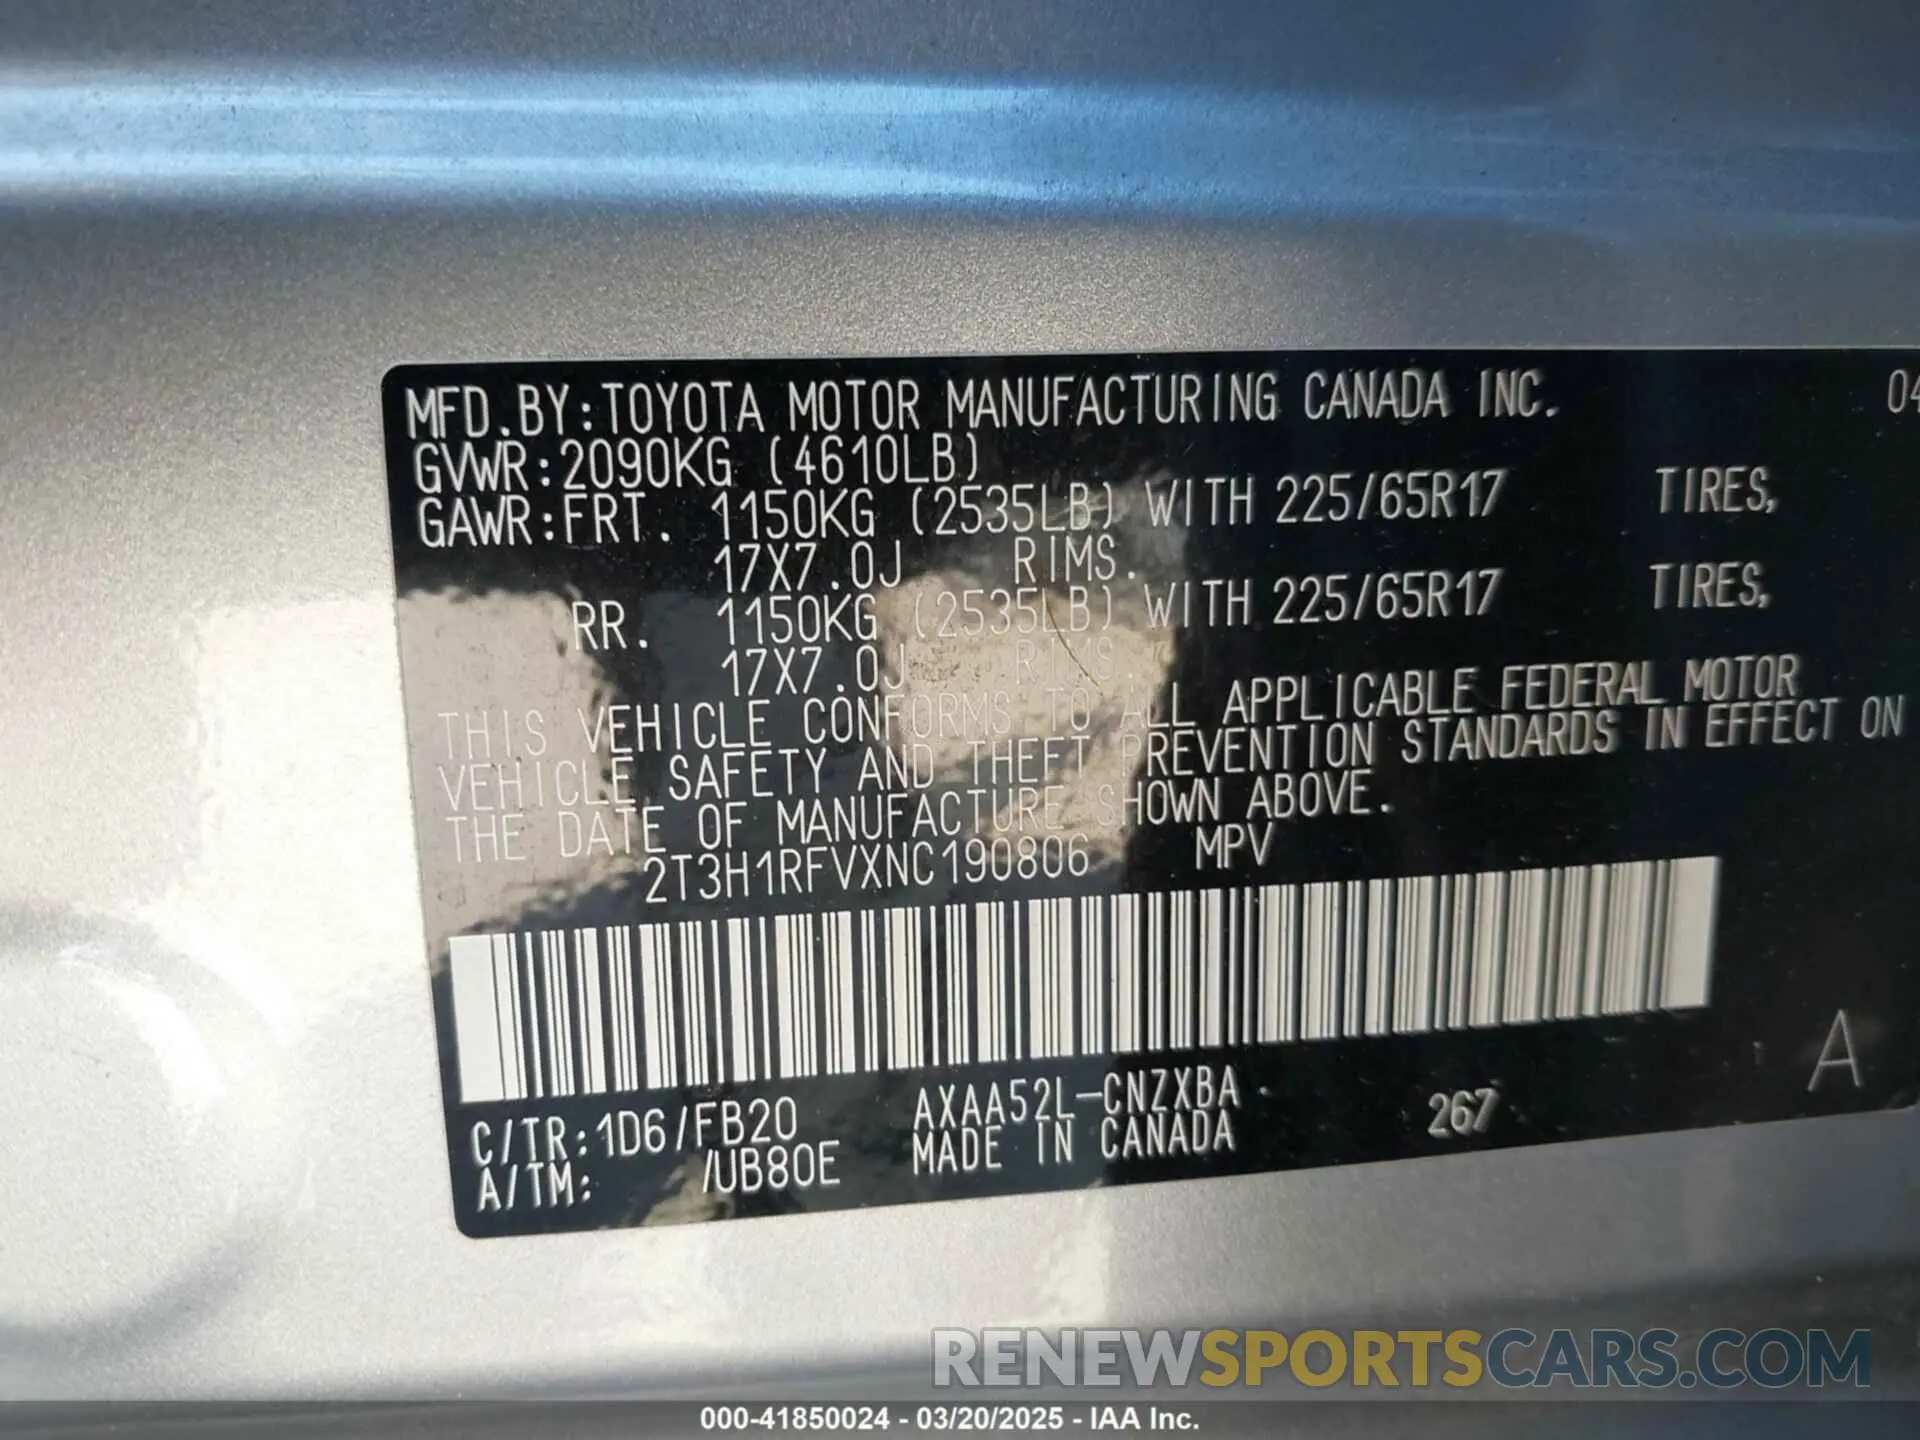 MFD.BY:TOYOTA MOTOR MANUFACTURING CANADA INC. 04
GVWR:2090KG (4610LB)
GAWR:FRT. 1150KG (2535LB) WITH 225/65R17 TIRES,
17X7.0J RIMS.
RR. 1150KG (2535LB) WITH 225/65R17 TIRES,
17X7.0J RIMS.
THIS VEHICLE CONFORMS TO ALL APPLICABLE FEDERAL MOTOR
VEHICLE SAFETY AND THEFT PREVENTION STANDARDS IN EFFECT ON
THE DATE OF MANUFACTURE SHOWN ABOVE.
2T3H1RFVXNC190806 MPV
A
C/TR:1D6/FB20 AXAA52L-CNZXBA 267
A/TM: /UB80E MADE IN CANADA
RENEWSPORTSCARS.COM
000-41850024 - 03/20/2025 - IAA Inc.